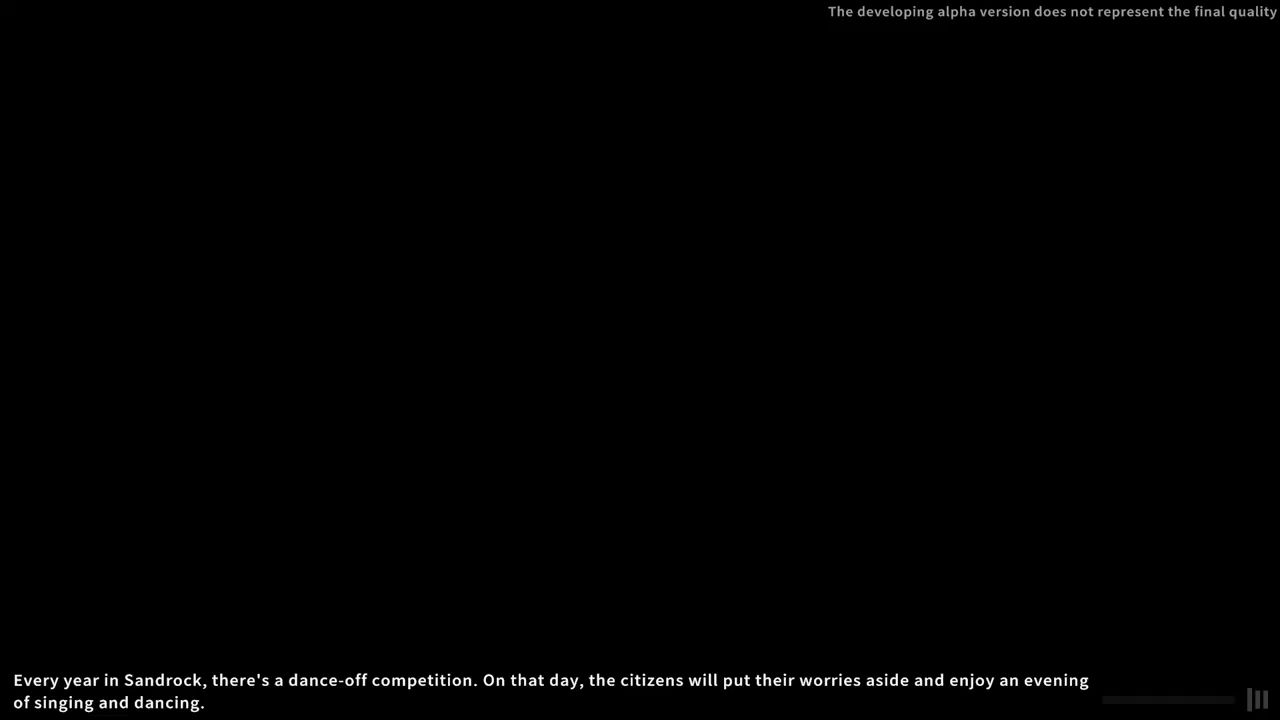 The developing alpha version does not represent the final quality
Every year in Sandrock, there's a dance-off competition. On that day, the citizens will put their worries aside and enjoy an evening
of singing and dancing.